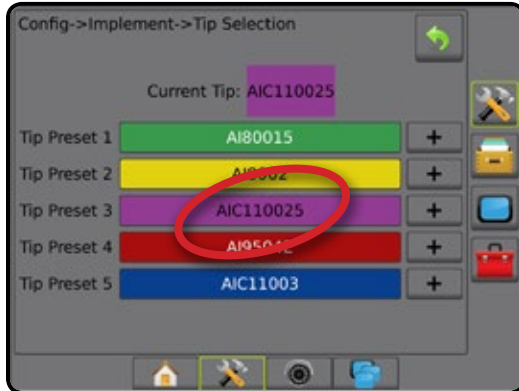 Config->Implement->Tip Selection
Current Tip: AIC110025
Tip Preset 1 AI80015 +
Tip Preset 2 +
Tip Preset 3 AIC110025 +
Tip Preset 4 +
Tip Preset 5 AIC11003 +